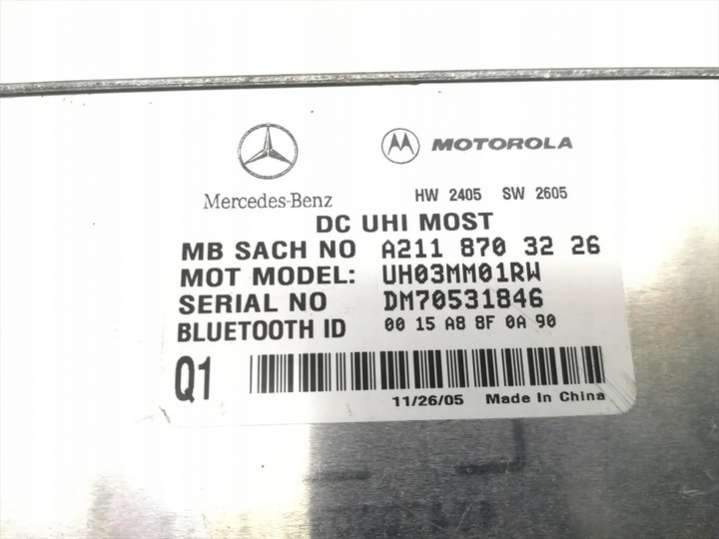 Mercedes-Benz
MOTOROLA
HW 2405 SW 2605
DC UHI MOST
MB SACH NO A211 870 32 26
MOT MODEL: UH03MM01RW
SERIAL NO DM70531846
BLUETOOTH ID 00 15 A8 8F 0A 90
Q1
11/26/05 Made In China